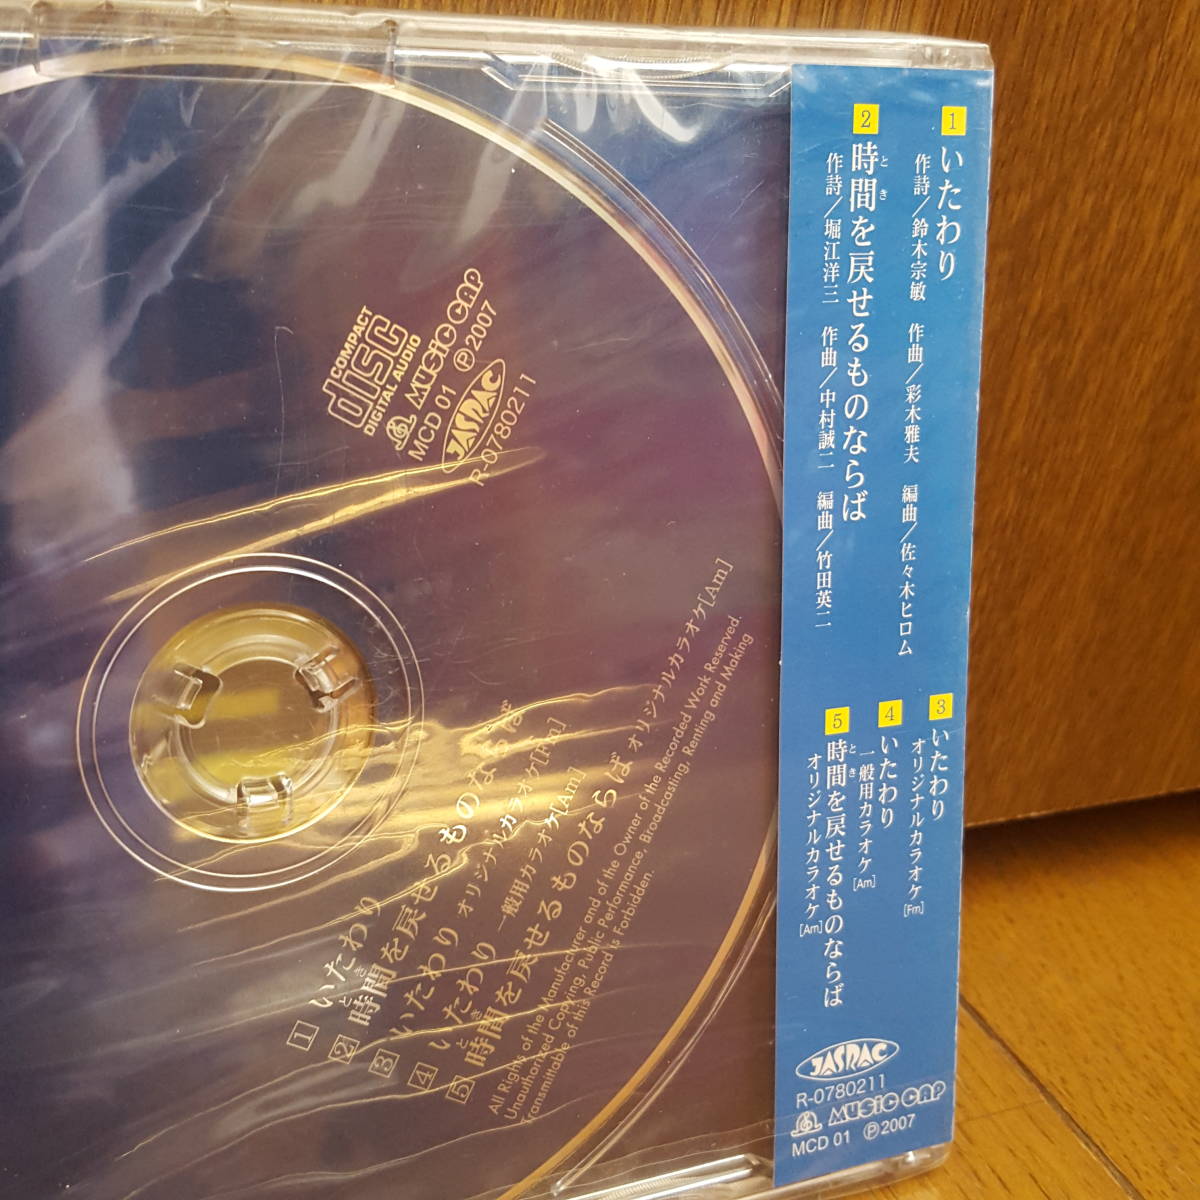 1 いたわり
作詩／鈴木宗敏 作曲／彩木雅夫 編曲／佐々木ヒロム
2 時間を戻せるものならば
とき
作詩／堀江洋三 作曲／中村誠二 編曲／竹田英二
3 いたわり
オリジナルカラオケ[Fm]
4 いたわり
一般用カラオケ[Am]
5 時間を戻せるものならば
とき
オリジナルカラオケ[Am]
JASRAC
R-0780211
MUSIC CAP
MCD 01 Ⓟ2007
COMPACT
disc
DIGITAL AUDIO
MUSIC CAP
MCD 01 Ⓟ2007
JASRAC
R-0780211
1 いたわり
とき
2 時間を戻せるものならば
3 いたわり オリジナルカラオケ[Fm]
4 いたわり 一般用カラオケ[Am]
とき
5 時間を戻せるものならば オリジナルカラオケ[Am]
All Rights of the Manufacturer and of the Owner of the Recorded Work Reserved.
Unauthorized Copying, Public Performance, Broadcasting, Renting and Making
Transmittable of this Record is Forbidden.